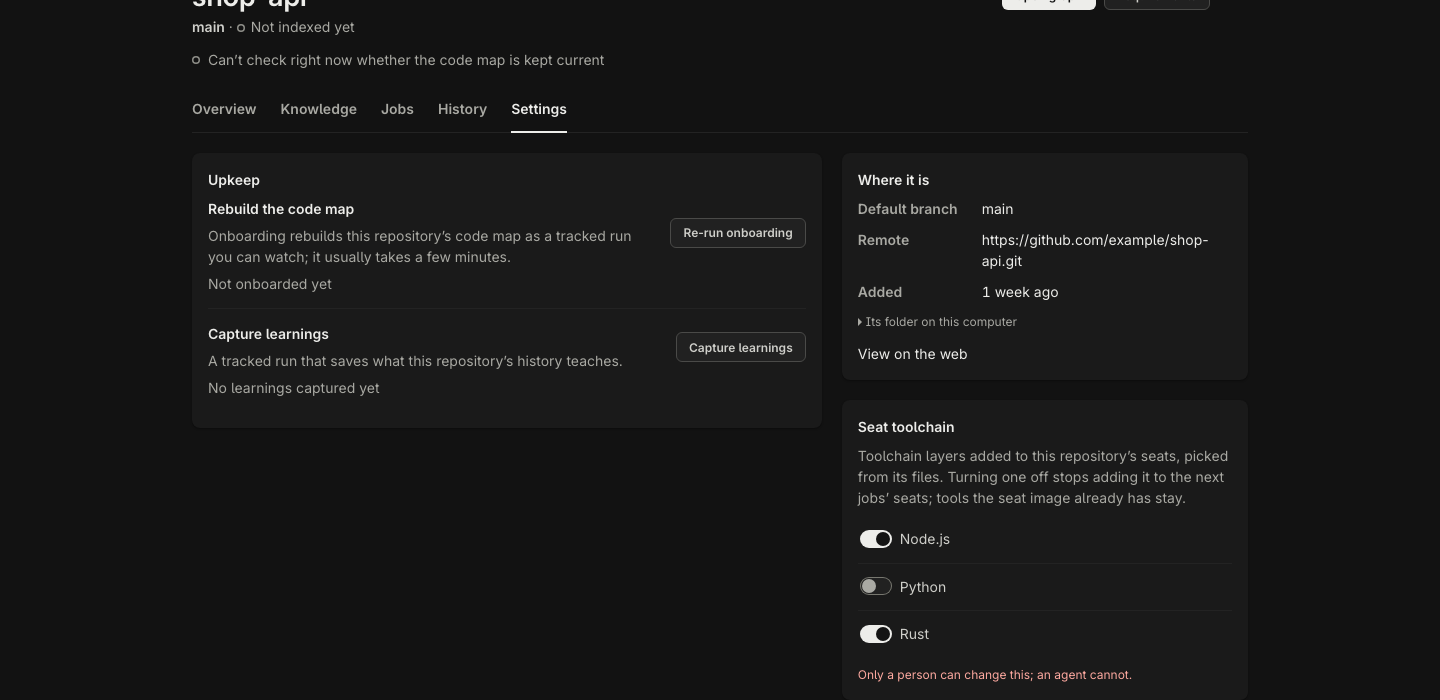 main · Not indexed yet
Can’t check right now whether the code map is kept current
Overview Knowledge Jobs History Settings
Upkeep
Rebuild the code map
Onboarding rebuilds this repository’s code map as a tracked run
you can watch; it usually takes a few minutes.
Not onboarded yet
Re-run onboarding
Capture learnings
A tracked run that saves what this repository’s history teaches.
No learnings captured yet
Capture learnings
Where it is
Default branch main
Remote https://github.com/example/shop-
api.git
Added 1 week ago
Its folder on this computer
View on the web
Seat toolchain
Toolchain layers added to this repository’s seats, picked
from its files. Turning one off stops adding it to the next
jobs’ seats; tools the seat image already has stay.
Node.js
Python
Rust
Only a person can change this; an agent cannot.